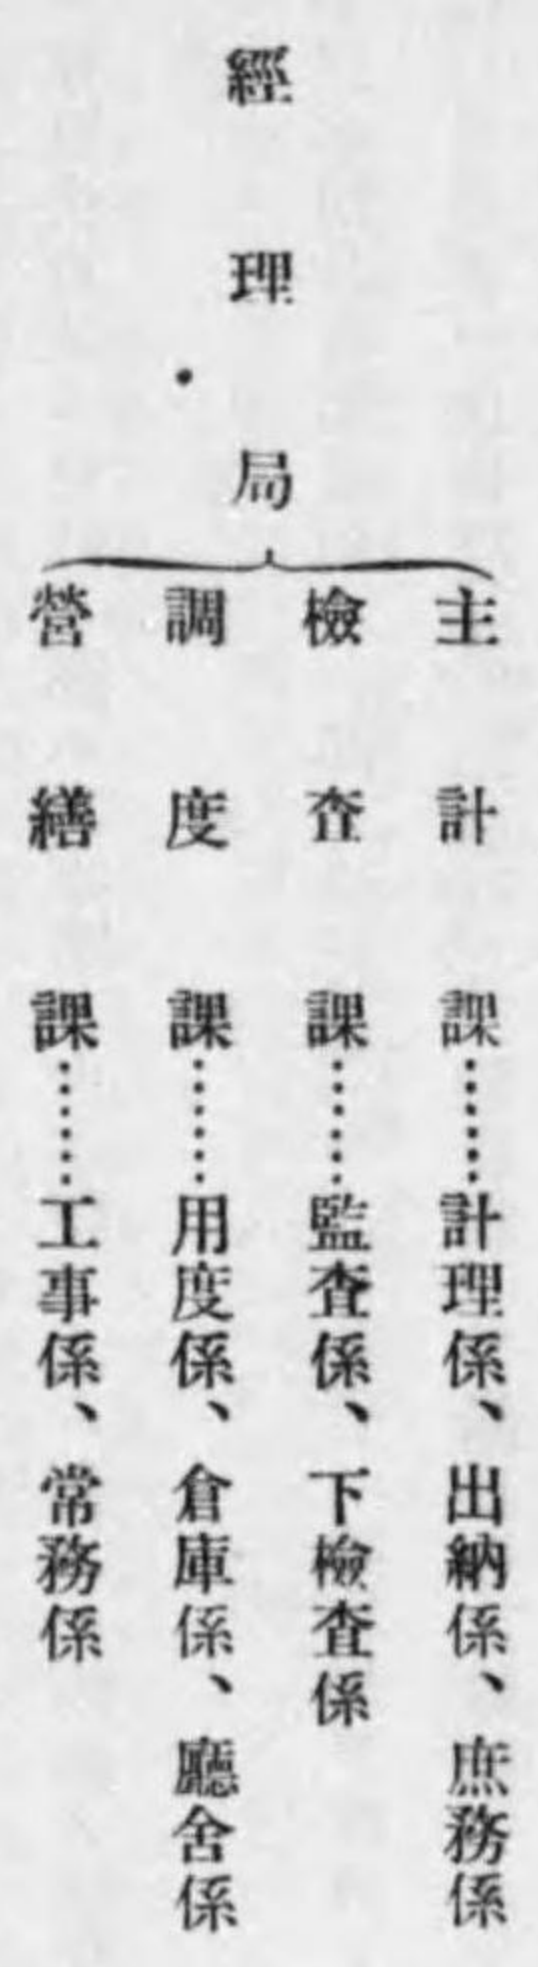 經理局
主計課……計理係、出納係、庶務係
檢査課……監査係、下檢査係
調度課……用度係、倉庫係、廳舍係
營繕課……工事係、常務係